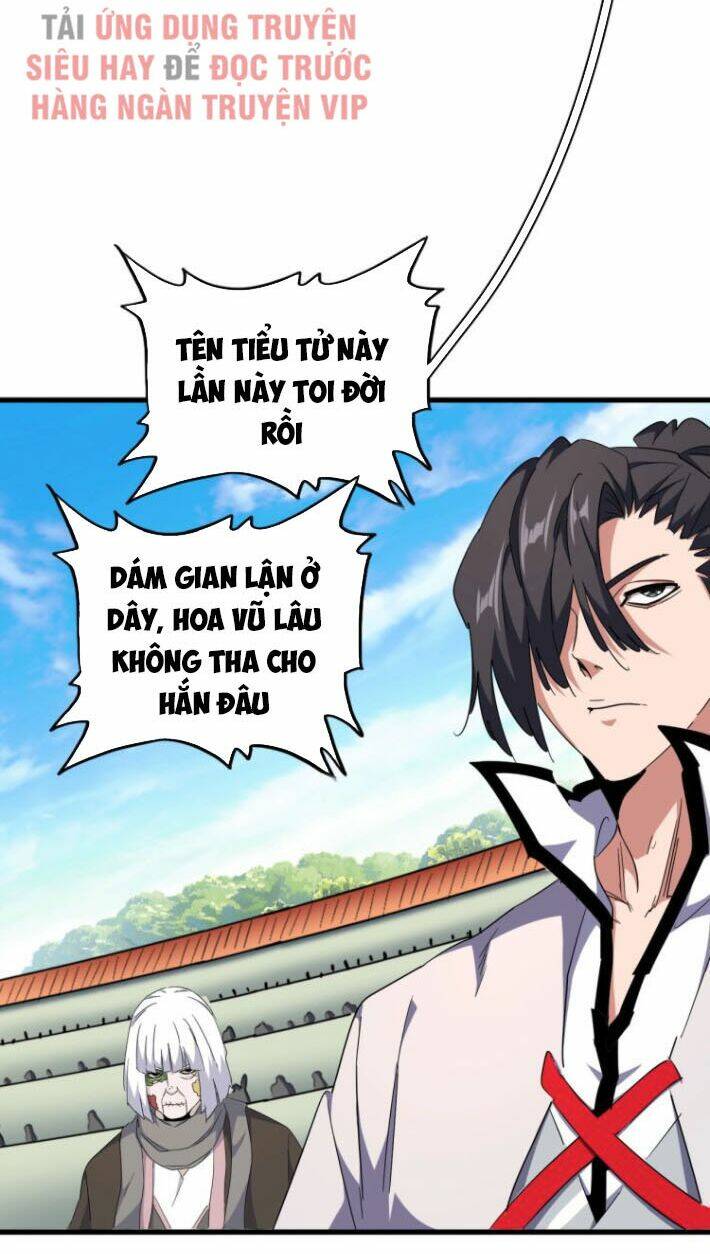 TẢI ỨNG DỤNG TRUYỆN
SIÊU HAY ĐỂ ĐỌC TRƯỚC
HÀNG NGÀN TRUYỆN VIP
TÊN TIỂU TỬ NÀY
LẦN NÀY TOI ĐỜI
RỒI
DÁM GIAN LẬN Ở
DÂY, HOA VŨ LÂU
KHÔNG THA CHO
HẮN ĐÂU